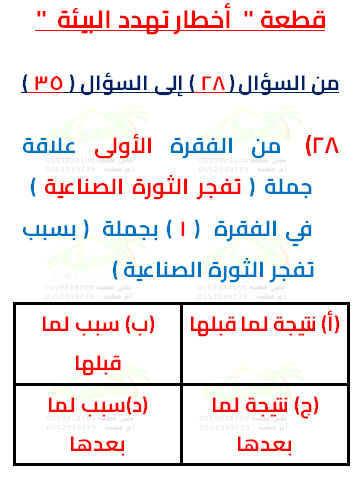 قطعة " أخطار تهدد البيئة "
من السؤال ( ٢٨ ) إلى السؤال ( ٣٥ )
٢٨) من الفقرة الأولى علاقة
جملة ( تفجر الثورة الصناعية )
في الفقرة ( ١ ) بجملة ( بسبب
تفجر الثورة الصناعية )
(أ) نتيجة لما قبلها
(ب) سبب لما
قبلها
(ج) نتيجة لما
بعدها
(د)سبب لما
بعدها